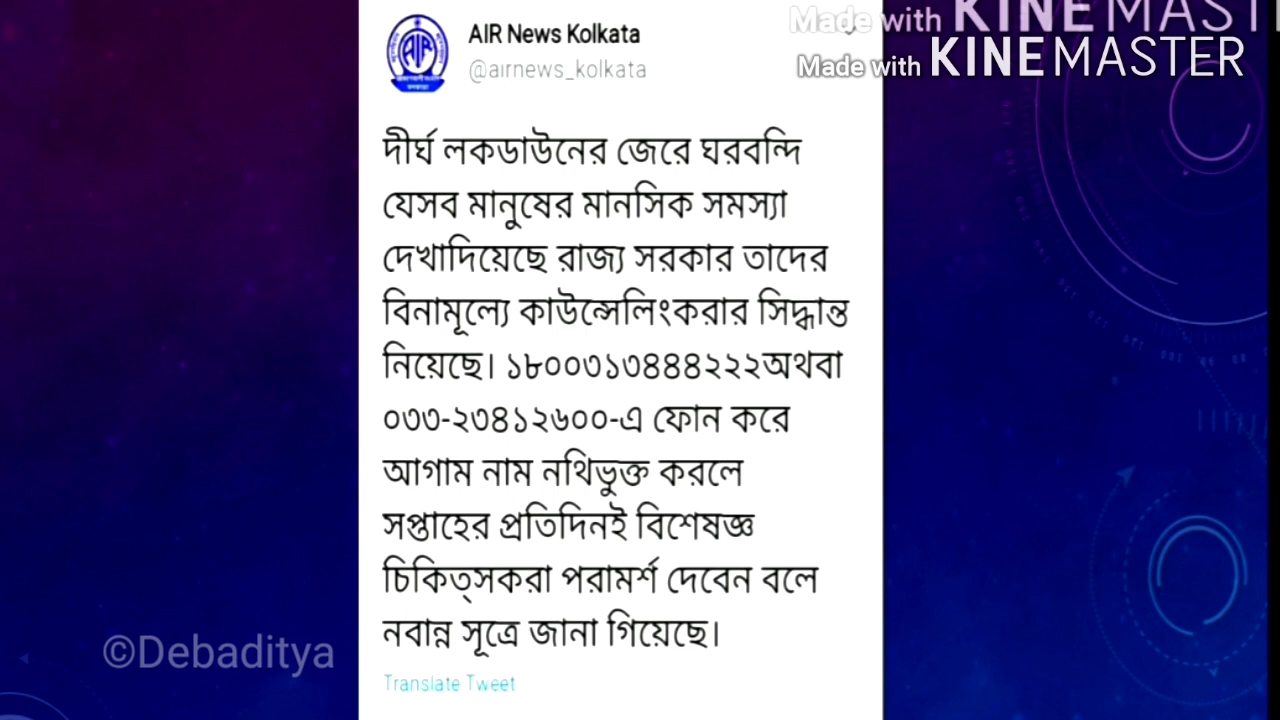 AIR News Kolkata
@airnews_kolkata
দীর্ঘ লকডাউনের জেরে ঘরবন্দি
যেসব মানুষের মানসিক সমস্যা
দেখাদিয়েছে রাজ্য সরকার তাদের
বিনামূল্যে কাউন্সেলিংকরার সিদ্ধান্ত
নিয়েছে। ১৮০০৩১৩৪৪৪২২২অথবা
০৩৩-২৩৪১২৬০০-এ ফোন করে
আগাম নাম নথিভুক্ত করলে
সপ্তাহের প্রতিদিনই বিশেষজ্ঞ
চিকিত্সকরা পরামর্শ দেবেন বলে
নবান্ন সূত্রে জানা গিয়েছে।
Translate Tweet
Made with KINEMAST
Made with KINEMASTER
©Debaditya